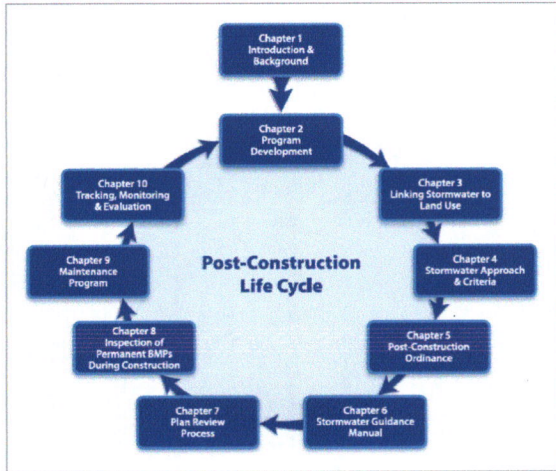 Chapter 1
Introduction &
Background
Chapter 2
Program
Development
Chapter 3
Linking Stormwater to
Land Use
Chapter 4
Stormwater Approach
& Criteria
Chapter 5
Post-Construction
Ordinance
Chapter 6
Stormwater Guidance
Manual
Chapter 7
Plan Review
Process
Chapter 8
Inspection of
Permanent BMPs
During Construction
Chapter 9
Maintenance
Program
Chapter 10
Tracking, Monitoring
& Evaluation
Post-Construction
Life Cycle